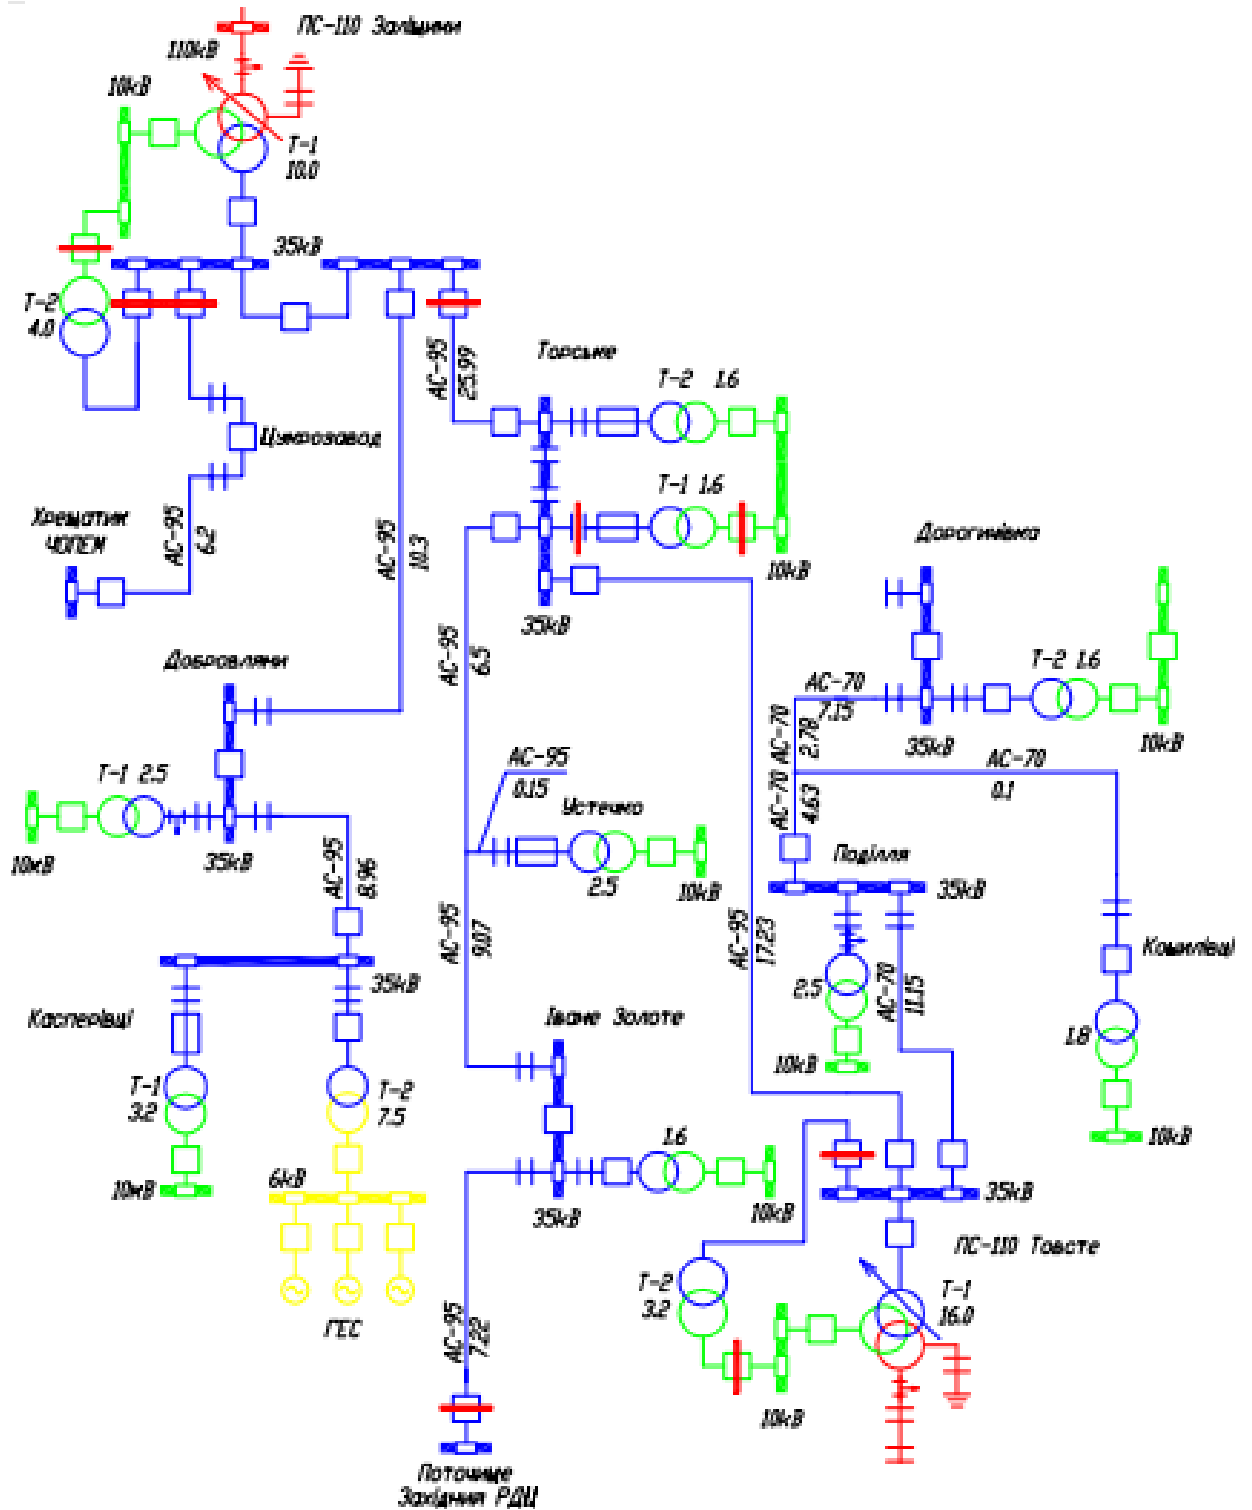 ПС-110 Заліщики
110кВ
10кВ
Т-1
10.0
35кВ
Т-2
4.0
АС-95
25.99
Торське
Т-2 1.6
Цукрозавод
Т-1 1.6
Хрещатик
ЧОПЕМ
АС-95
6.2
АС-95
10.3
10кВ
Дорогичівка
35кВ
АС-95
6.5
Добровляни
Т-2 1.6
АС-70
7.15
АС-70
2.78
35кВ
10кВ
АС-95
0.15
АС-70
0.1
Т-1 2.5
АС-70
4.63
Устечко
10кВ
35кВ
АС-95
8.96
2.5
10кВ
Поділля
35кВ
АС-95
9.07
АС-95
17.23
Кошилівці
35кВ
2.5
АС-70
11.15
Касперівці
Іване Золоте
1.8
Т-1
3.2
Т-2
7.5
10кВ
1.6
10кВ
10кВ
6кВ
35кВ
10кВ
35кВ
ПС-110 Товсте
Т-2
3.2
Т-1
16.0
ГЕС
АС-95
7.22
10кВ
Поточище
Західний РДЦ